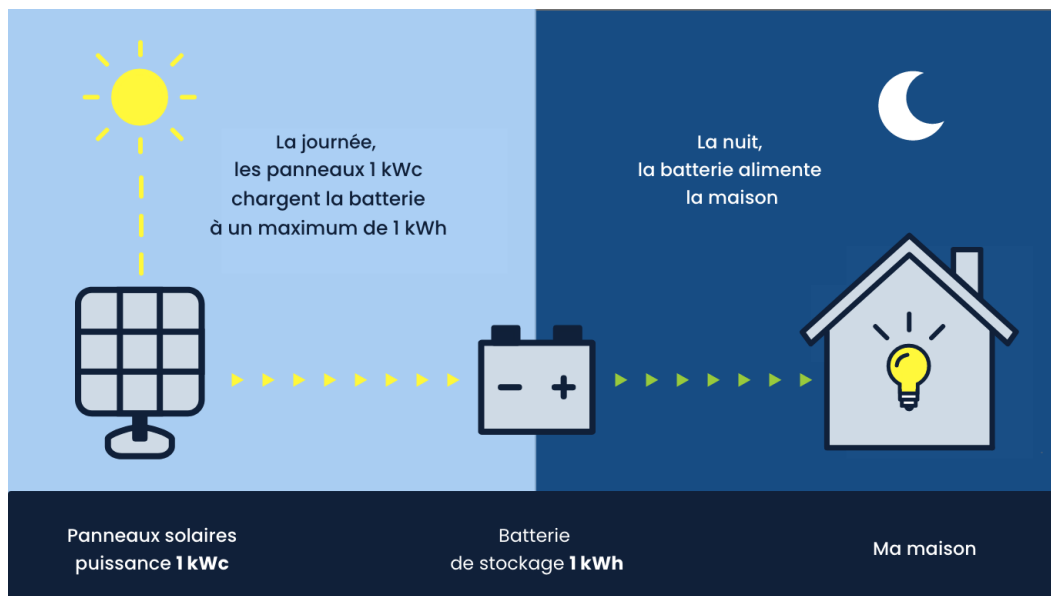 La journée,
les panneaux 1 kWc
chargent la batterie
à un maximum de 1 kWh
La nuit,
la batterie alimente
la maison
Panneaux solaires
puissance 1 kWc
Batterie
de stockage 1 kWh
Ma maison